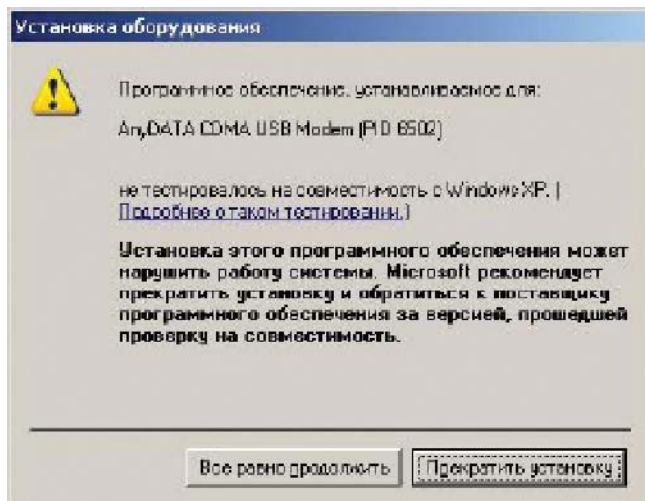 Установка оборудования
Программное обеспечение, устанавливаемое для:
AnyDATA CDMA USB Modem (PID 6502)
не тестировалось на совместимость с Windows XP. (
Подробнее о таком тестировании.)
Установка этого программного обеспечения может
нарушить работу системы. Microsoft рекомендует
прекратить установку и обратиться к поставщику
программного обеспечения за версией, прошедшей
проверку на совместимость.
Все равно продолжить
Прекратить установку